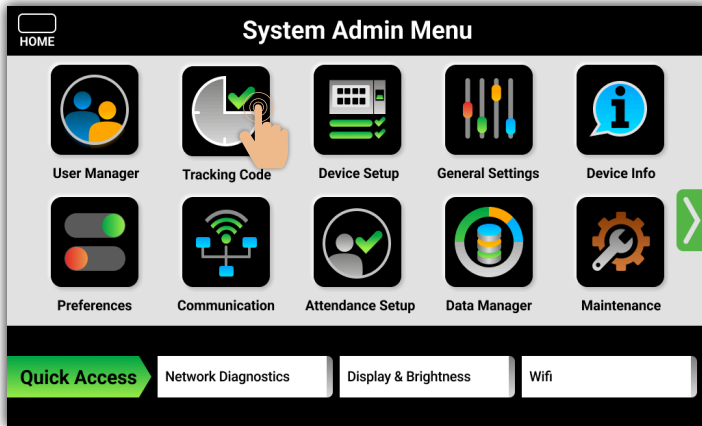 System Admin Menu
HOME
User Manager
Tracking Code
Device Setup
General Settings
Device Info
Preferences
Communication
Attendance Setup
Data Manager
Maintenance
Quick Access
Network Diagnostics
Display & Brightness
Wifi